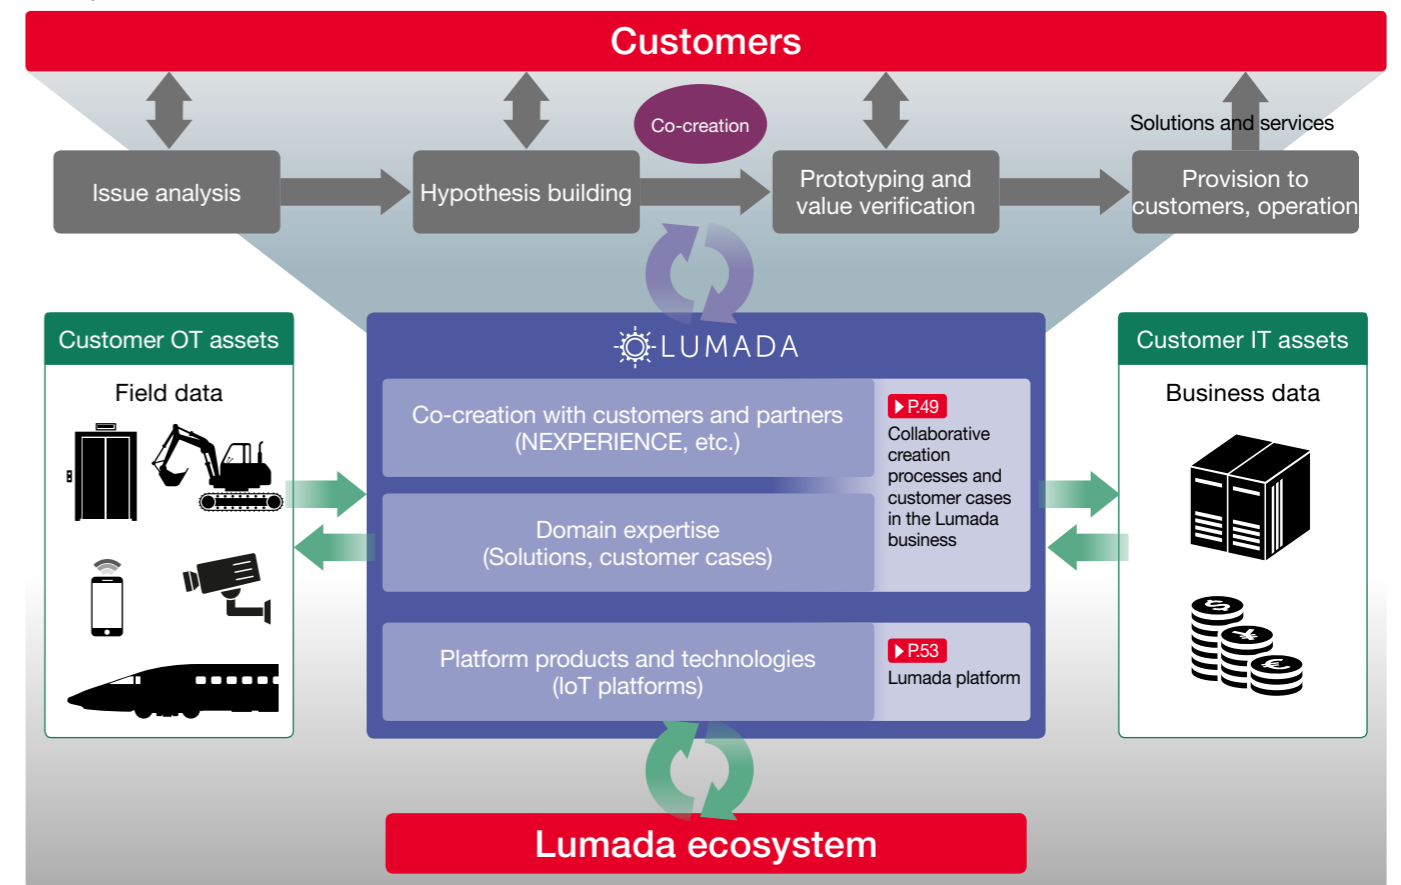 Customers
Co-creation
Solutions and services
Issue analysis
Hypothesis building
Prototyping and
value verification
Provision to
customers, operation
Customer OT assets
Field data
LUMADA
Co-creation with customers and partners
(NEXPERIENCE, etc.)
Domain expertise
(Solutions, customer cases)
P.49
Collaborative
creation
processes and
customer cases
in the Lumada
business
Platform products and technologies
(IoT platforms)
P.53
Lumada platform
Customer IT assets
Business data
$
¥
€
Lumada ecosystem